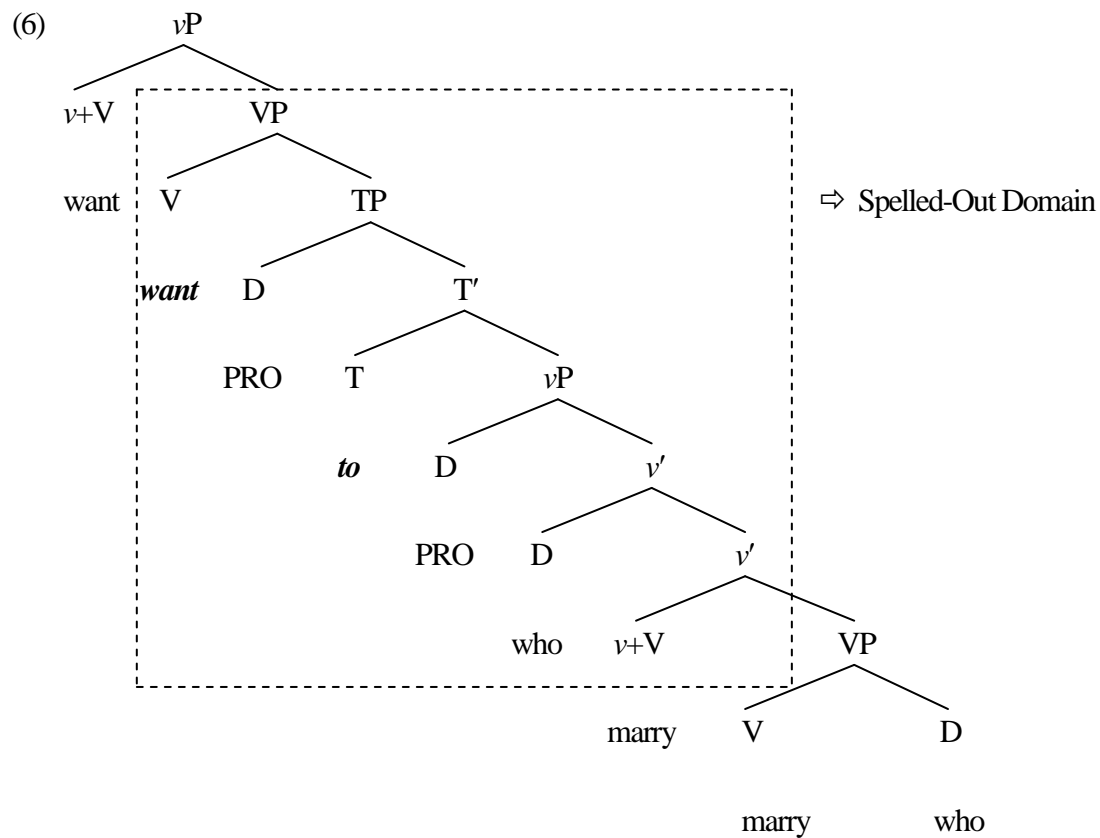 (6) vP
v+V VP
want V TP ⇨ Spelled-Out Domain
want D T′
PRO T vP
to D v′
PRO D v′
who v+V VP
marry V D
marry who